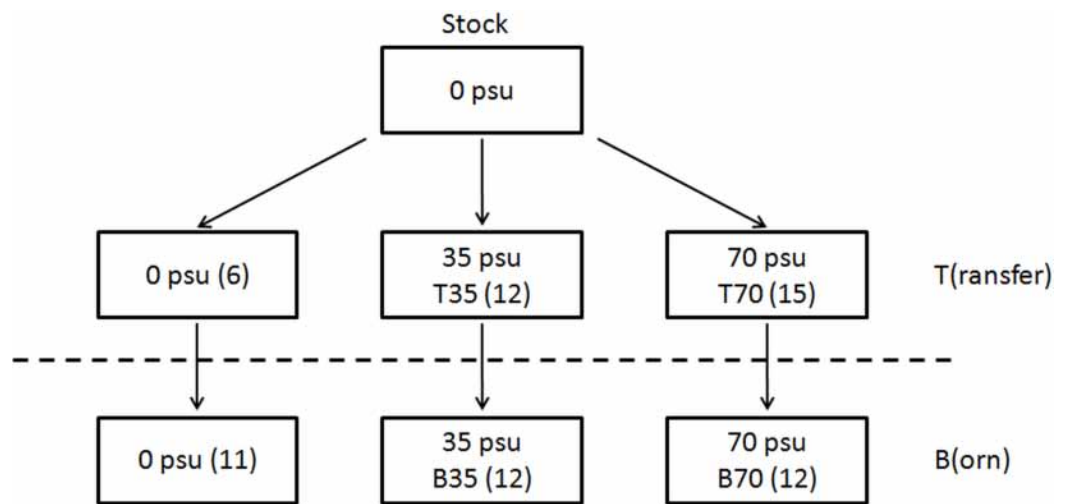 Stock
0 psu
0 psu (6)
35 psu
T35 (12)
70 psu
T70 (15)
T(ransfer)
0 psu (11)
35 psu
B35 (12)
70 psu
B70 (12)
B(orn)